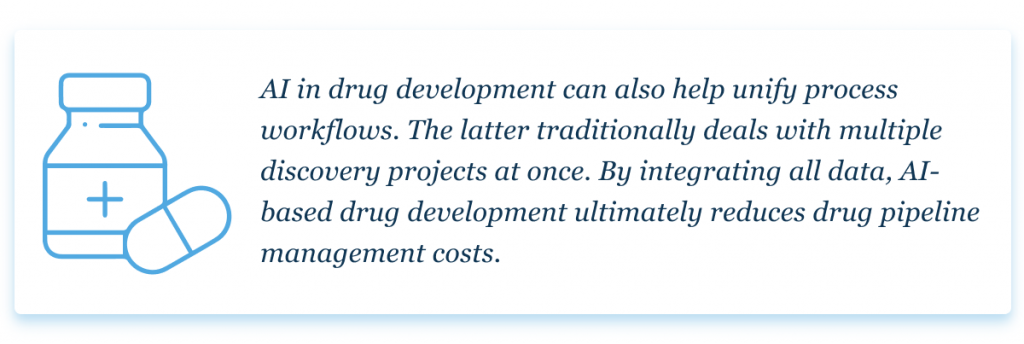 AI in drug development can also help unify process
workflows. The latter traditionally deals with multiple
discovery projects at once. By integrating all data, AI-
based drug development ultimately reduces drug pipeline
management costs.